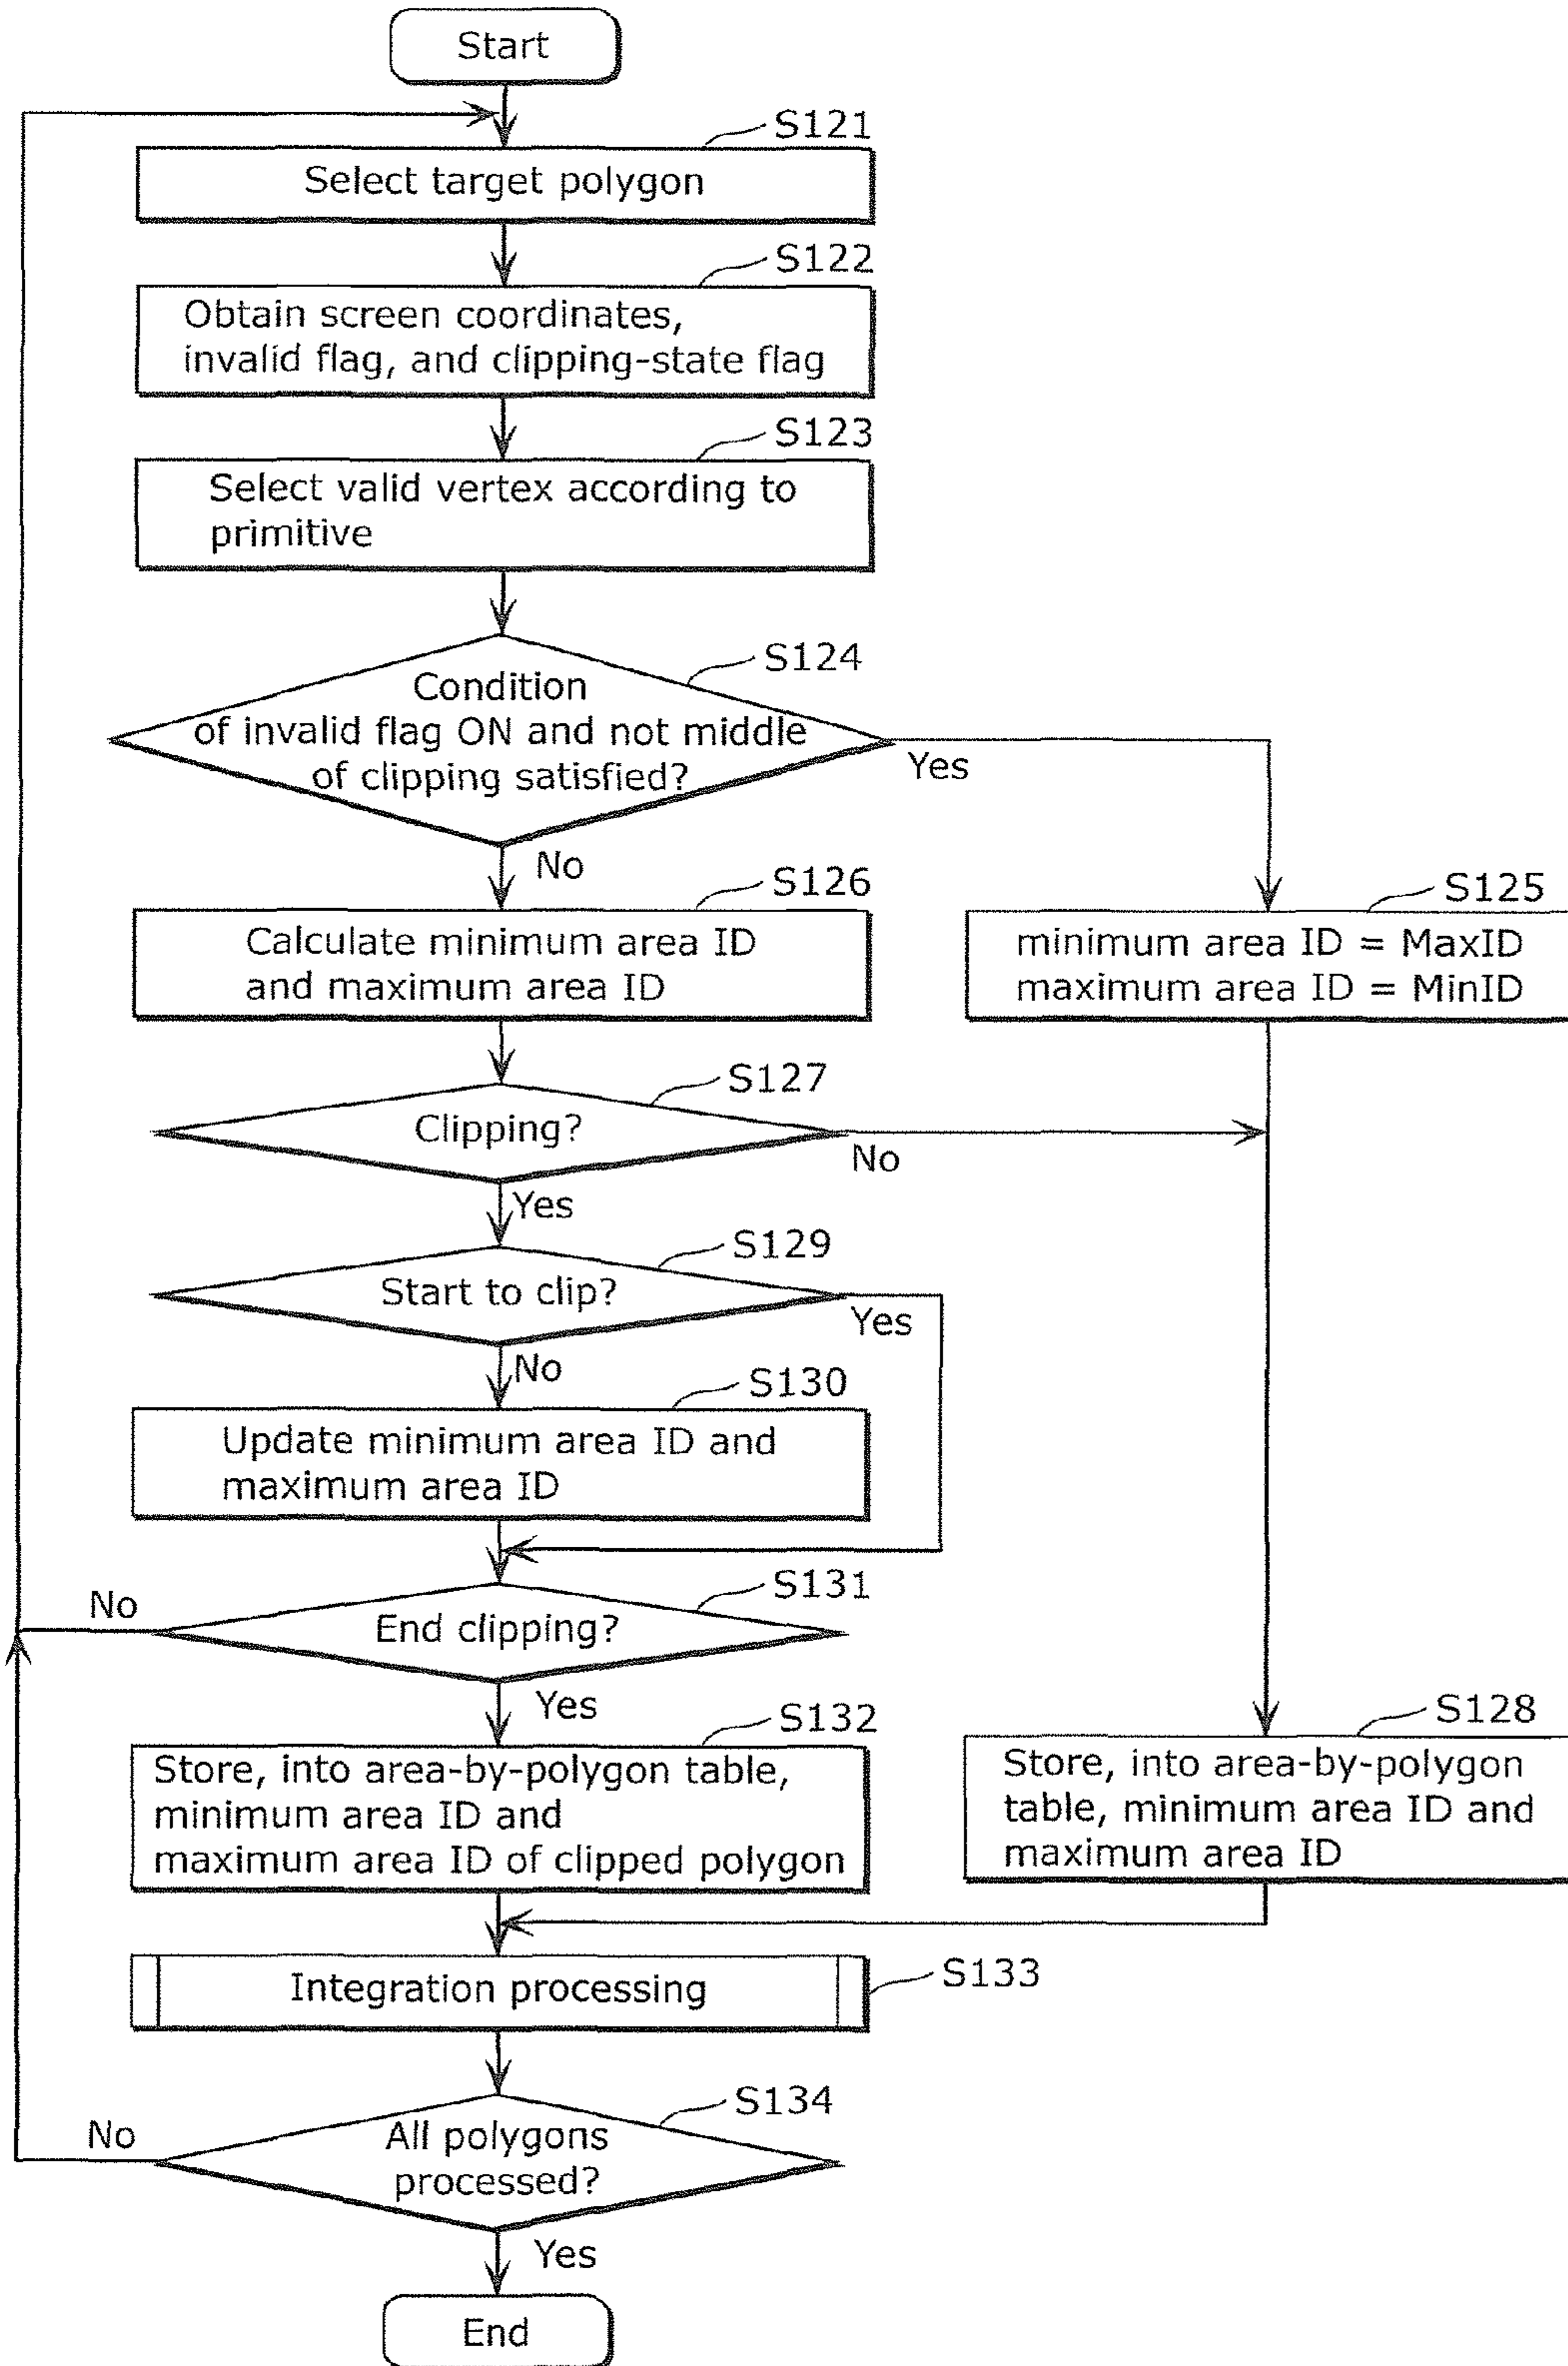 Start
S121
Select target polygon
S122
Obtain screen coordinates,
invalid flag, and clipping-state flag
S123
Select valid vertex according to
primitive
S124
Condition
of invalid flag ON and not middle
of clipping satisfied?
Yes
No
S126
Calculate minimum area ID
and maximum area ID
S125
minimum area ID = MaxID
maximum area ID = MinID
S127
Clipping?
No
Yes
S129
Start to clip?
Yes
No
S130
Update minimum area ID and
maximum area ID
S131
End clipping?
No
Yes
S132
Store, into area-by-polygon table,
minimum area ID and
maximum area ID of clipped polygon
S128
Store, into area-by-polygon
table, minimum area ID and
maximum area ID
Integration processing
S133
S134
All polygons
processed?
No
Yes
End